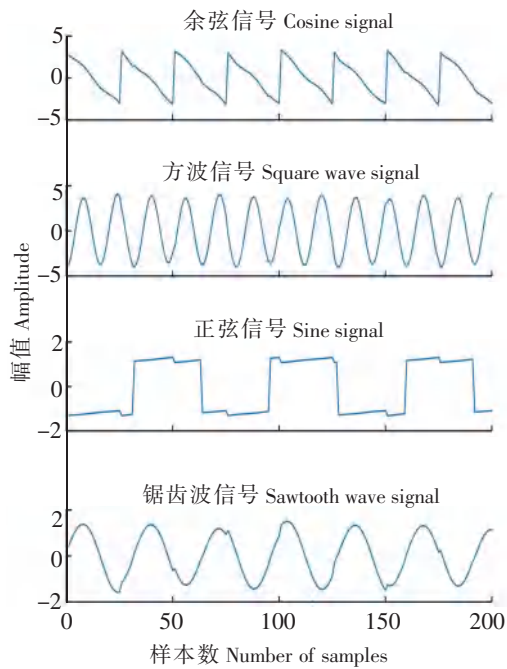 余弦信号 Cosine signal
5
0
−5
方波信号 Square wave signal
5
0
−5
正弦信号 Sine signal
2
0
−2
锯齿波信号 Sawtooth wave signal
2
0
−2
0 50 100 150 200
样本数 Number of samples
幅值 Amplitude